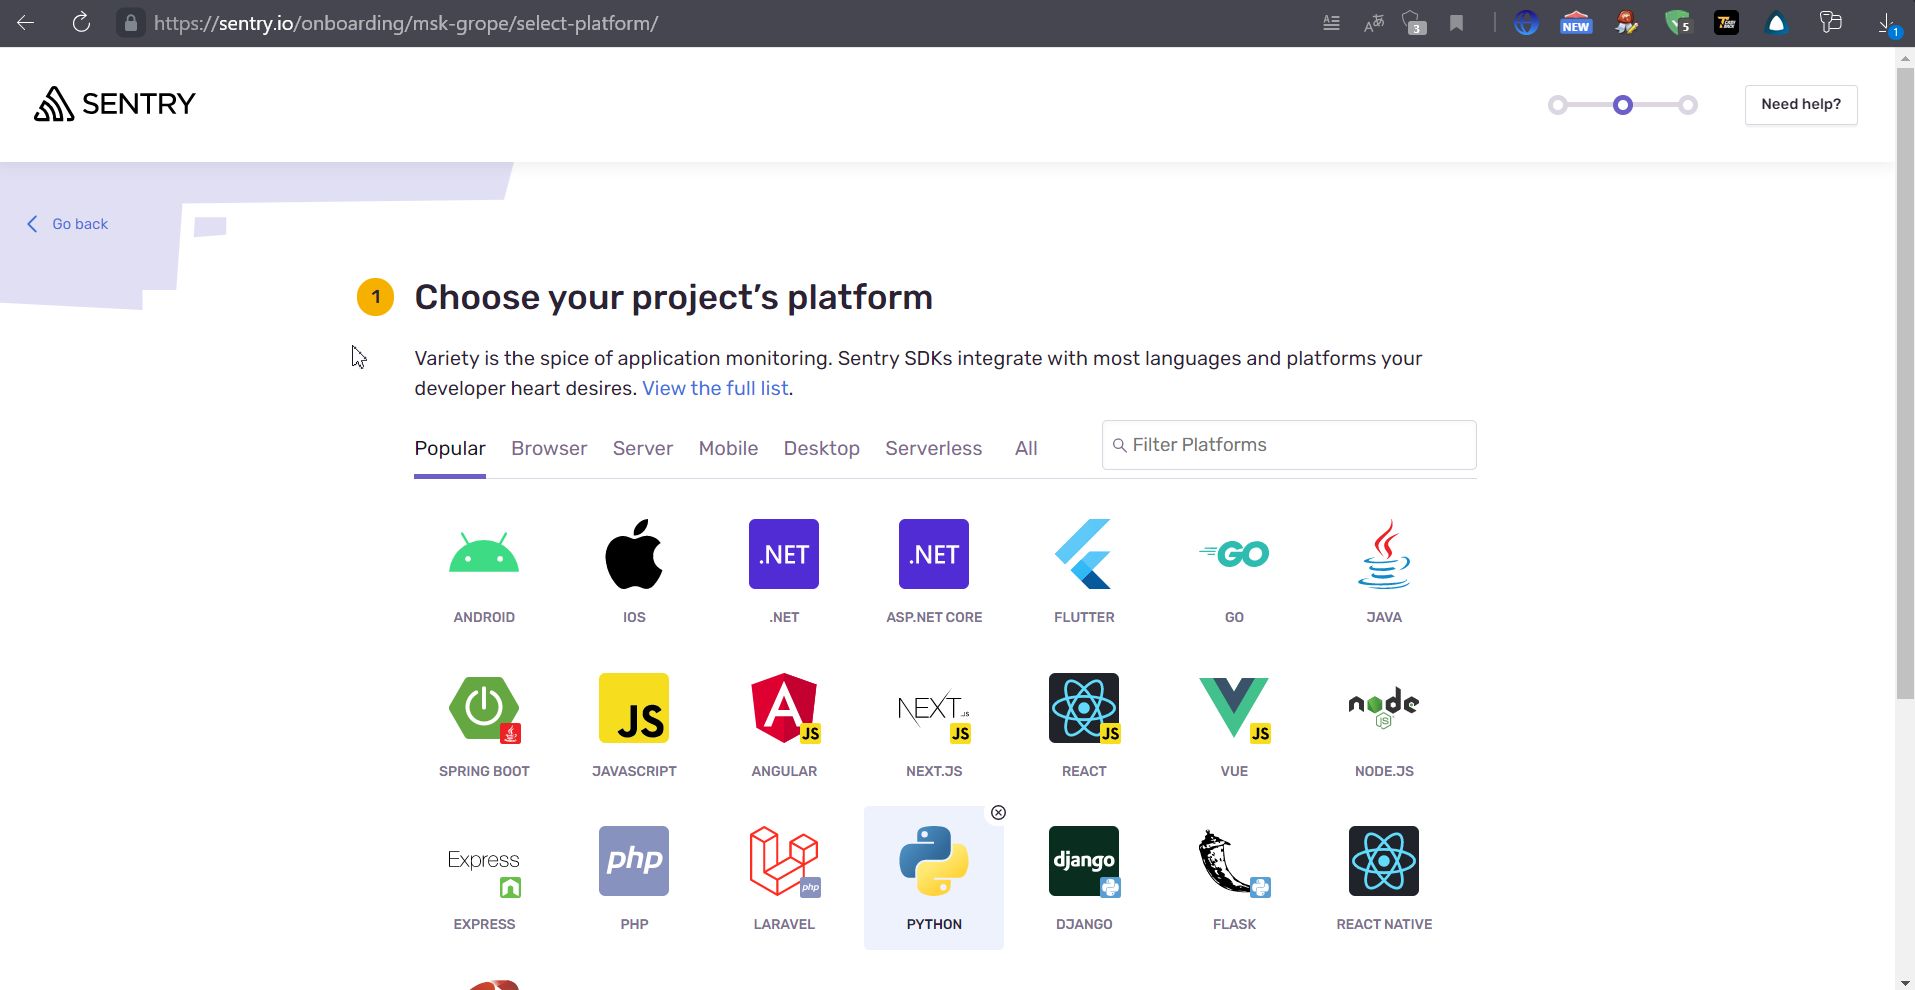 https://sentry.io/onboarding/msk-grope/select-platform/
3
NEW
5
1
SENTRY
Need help?
Go back
1 Choose your project’s platform
Variety is the spice of application monitoring. Sentry SDKs integrate with most languages and platforms your
developer heart desires. View the full list.
Popular Browser Server Mobile Desktop Serverless All Filter Platforms
.NET .NET GO
ANDROID IOS .NET ASP.NET CORE FLUTTER GO JAVA
JS JS NEXT.JS JS JS JS node JS
SPRING BOOT JAVASCRIPT ANGULAR NEXT.JS REACT VUE NODE.JS
Express php php django
EXPRESS PHP LARAVEL PYTHON DJANGO FLASK REACT NATIVE